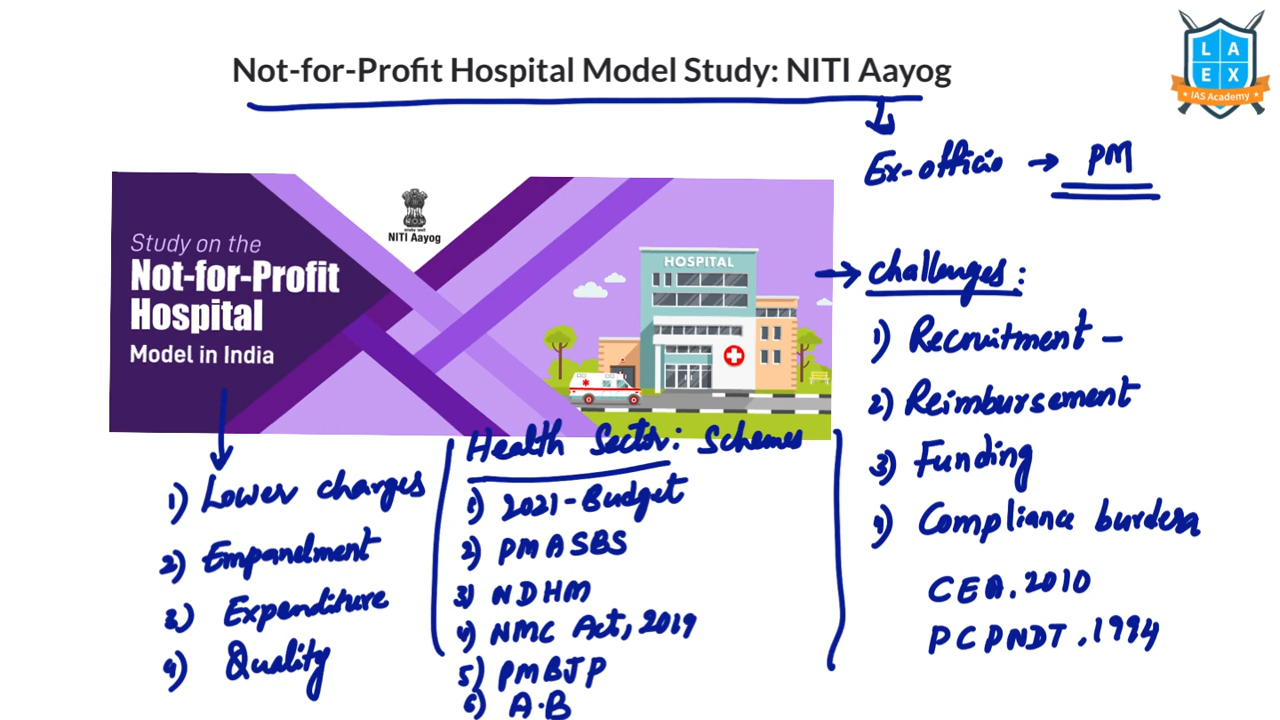 Not-for-Profit Hospital Model Study: NITI Aayog
L A
E X
IAS Academy
Ex-officio → PM
NITI Aayog
Study on the
Not-for-Profit
Hospital
Model in India
HOSPITAL
1) Lower charges
2) Empanelment
3) Expenditure
4) Quality
Health Sector: Schemes
1) 2021-Budget
2) PMASBS
3) NDHM
4) NMC Act, 2019
5) PMBJP
6) A.B
→ Challenges:
1) Recruitment -
2) Reimbursement
3) Funding
4) Compliance burden
CEA.2010
PCPNDT.1994